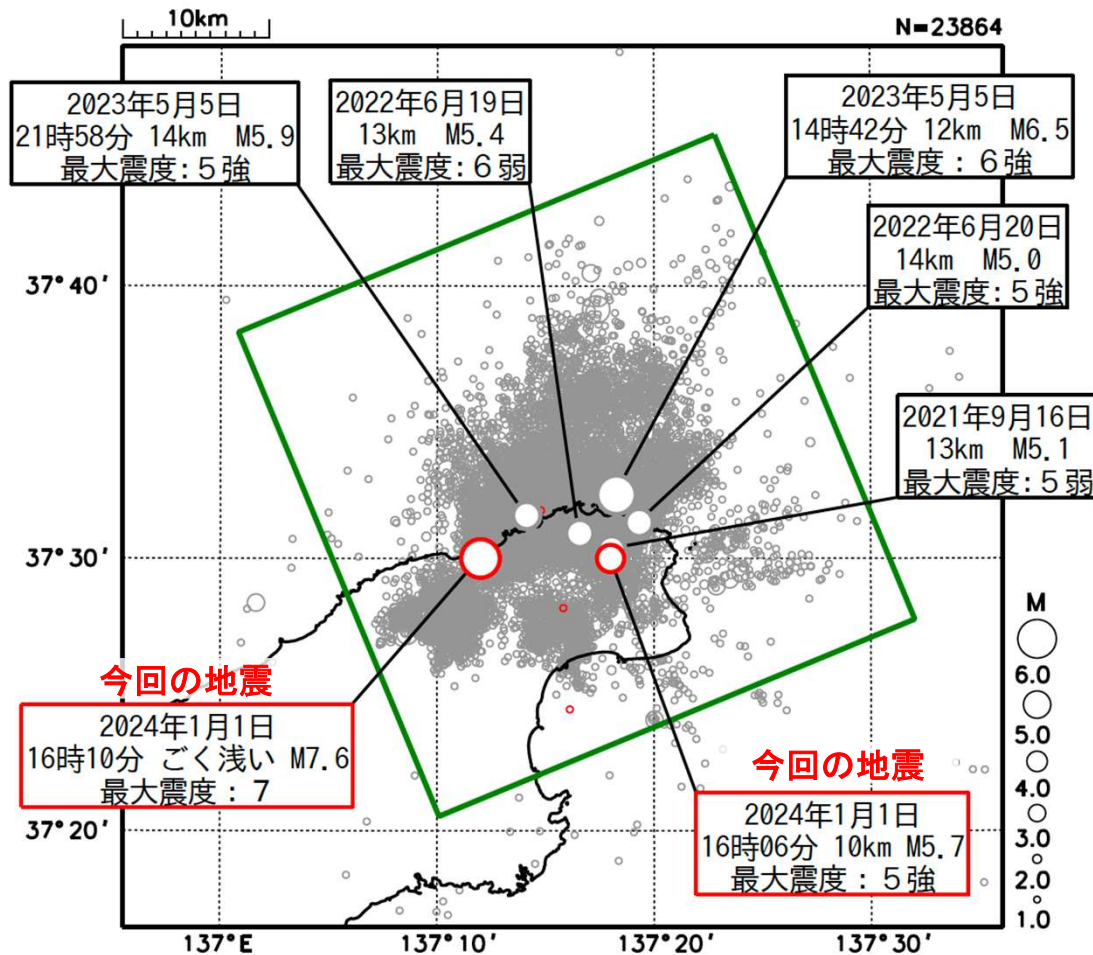 10km
N=23864
2023年5月5日
21時58分 14km M5.9
最大震度:5強
2022年6月19日
13km M5.4
最大震度:6弱
2023年5月5日
14時42分 12km M6.5
最大震度:6強
2022年6月20日
14km M5.0
最大震度:5強
2021年9月16日
13km M5.1
最大震度:5弱
37°40′
37°30′
37°20′
今回の地震
2024年1月1日
16時10分 ごく浅い M7.6
最大震度:7
今回の地震
2024年1月1日
16時06分 10km M5.7
最大震度:5強
M
6.0
5.0
4.0
3.0
2.0
1.0
137°E
137°10′
137°20′
137°30′